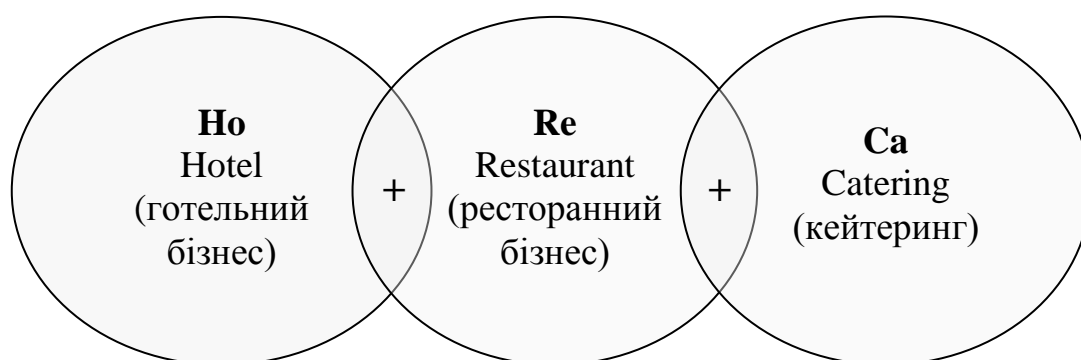 Ho
Hotel
(готельний
бізнес)
+
Re
Restaurant
(ресторанний
бізнес)
+
Ca
Catering
(кейтеринг)